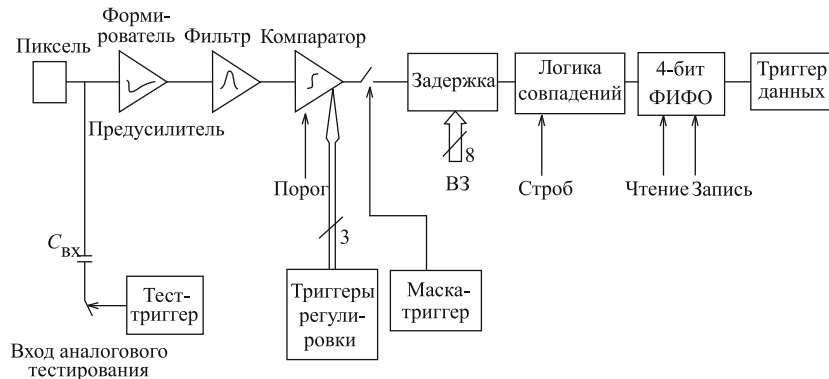 Форми-
рователь
Фильтр
Компаратор
Пиксель
Предусилитель
Задержка
Логика
совпадений
4-бит
ФИФО
Триггер
данных
Порог
8
ВЗ
Строб
Чтение
Запись
3
Cвх
Тест-
триггер
Триггеры
регули-
ровки
Маска-
триггер
Вход аналогового
тестирования